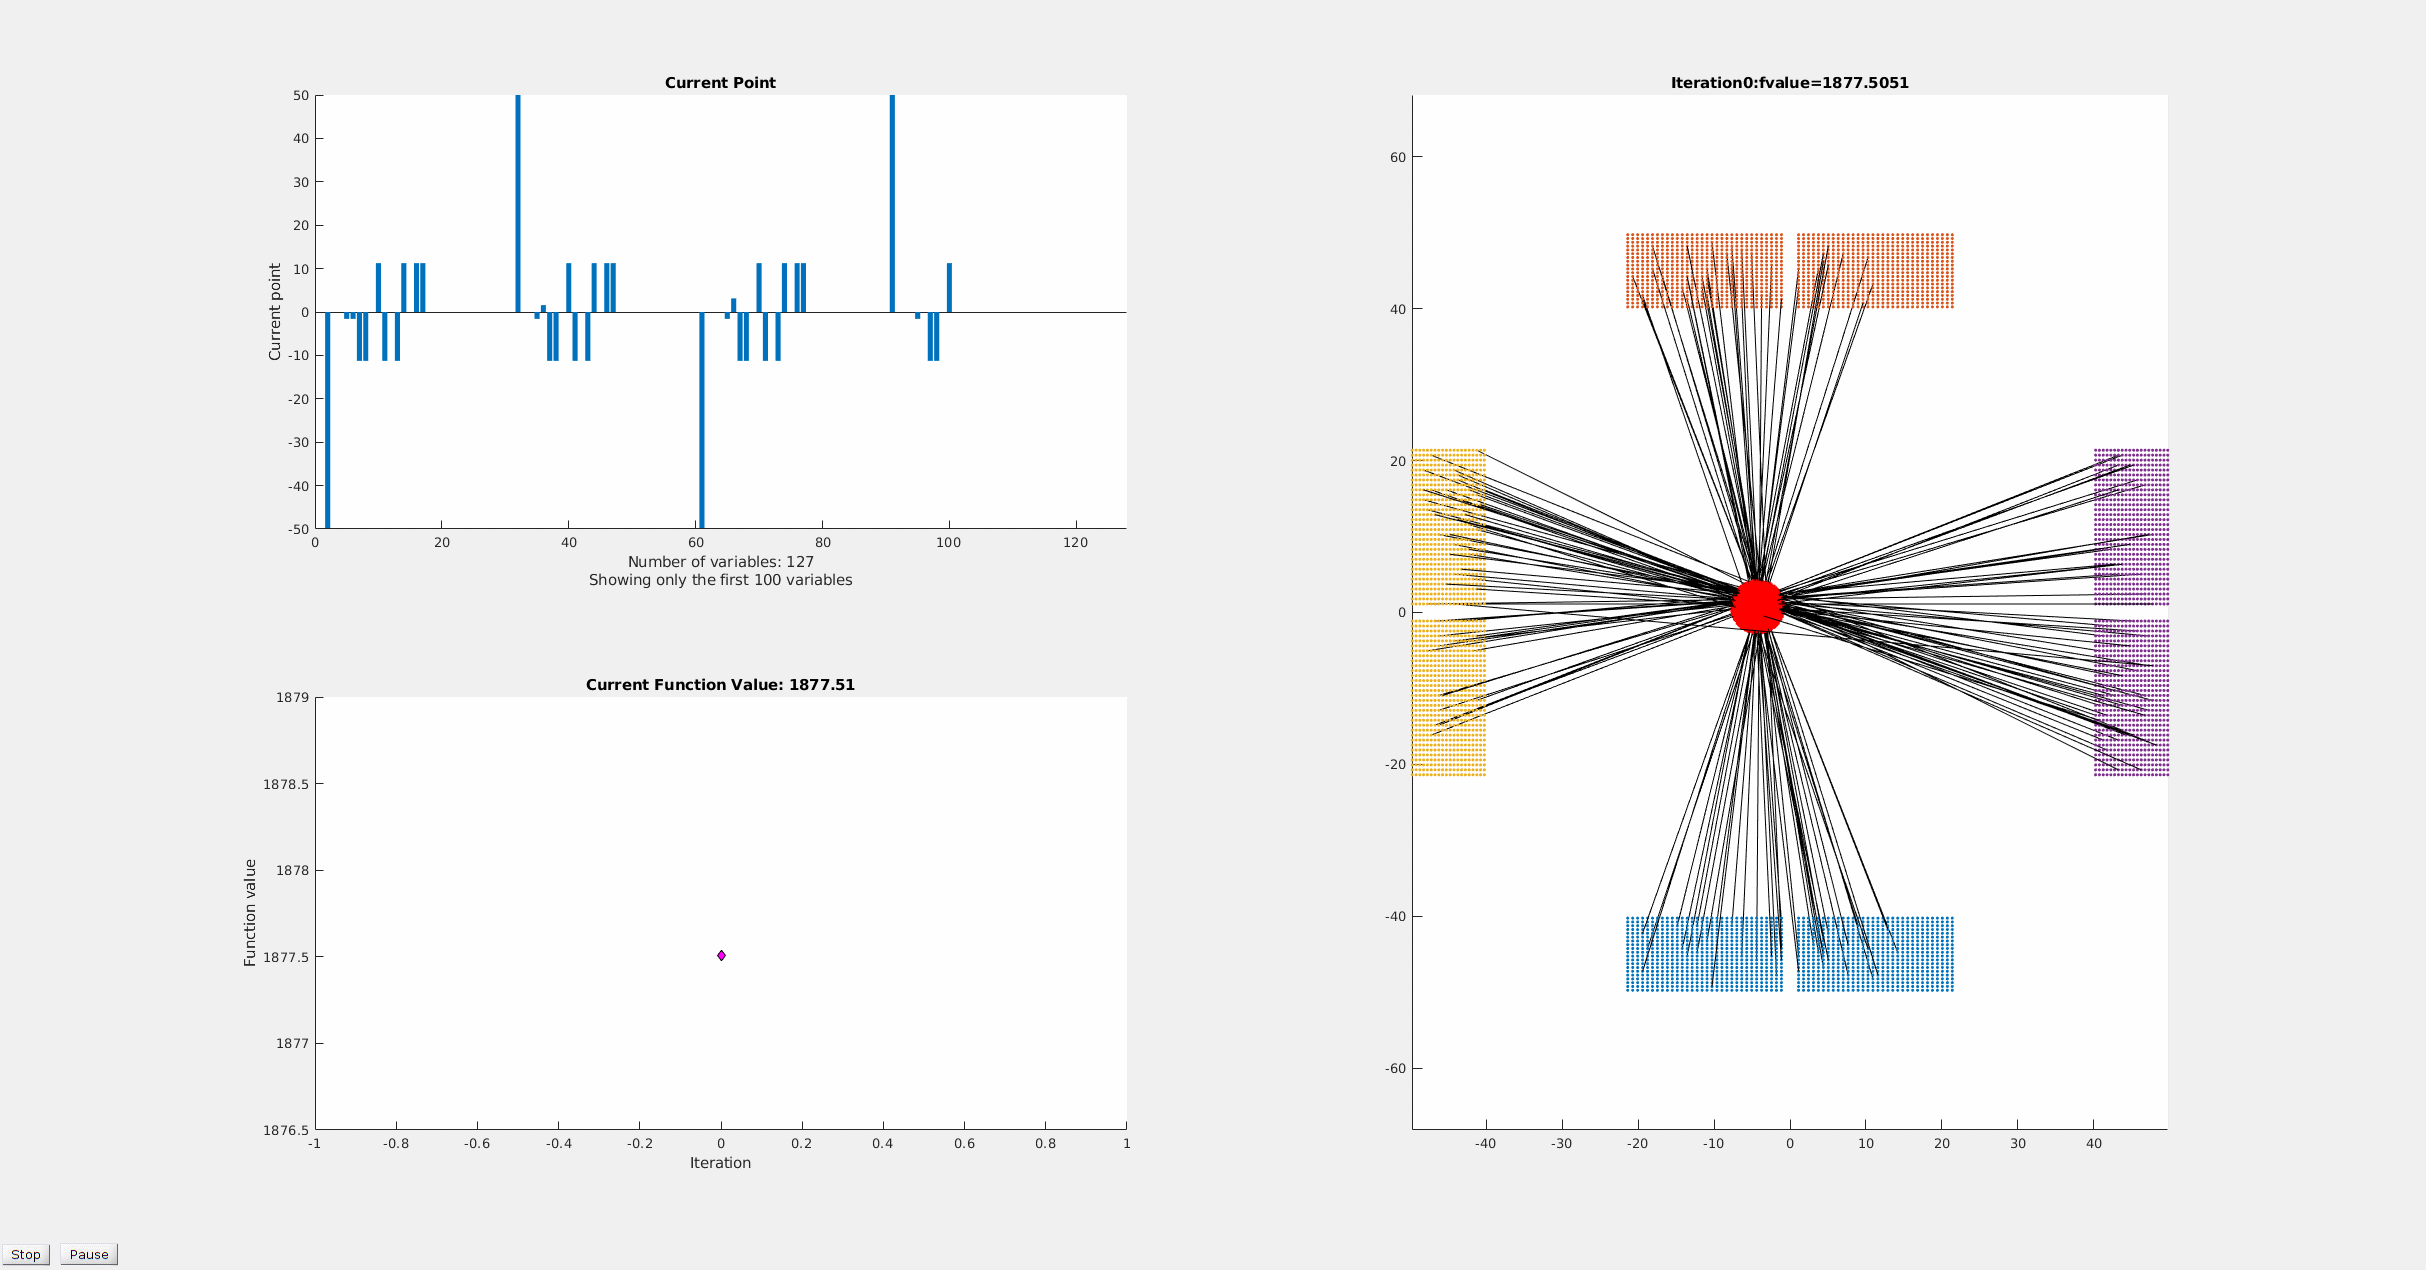 Current Point
50
40
30
20
10
0
-10
-20
-30
-40
-50
Current point
0 20 40 60 80 100 120
Number of variables: 127
Showing only the first 100 variables
Current Function Value: 1877.51
1879
1878.5
1878
1877.5
1877
1876.5
Function value
-1 -0.8 -0.6 -0.4 -0.2 0 0.2 0.4 0.6 0.8 1
Iteration
Iteration0:fvalue=1877.5051
60
40
20
0
-20
-40
-60
-40 -30 -20 -10 0 10 20 30 40
Stop Pause